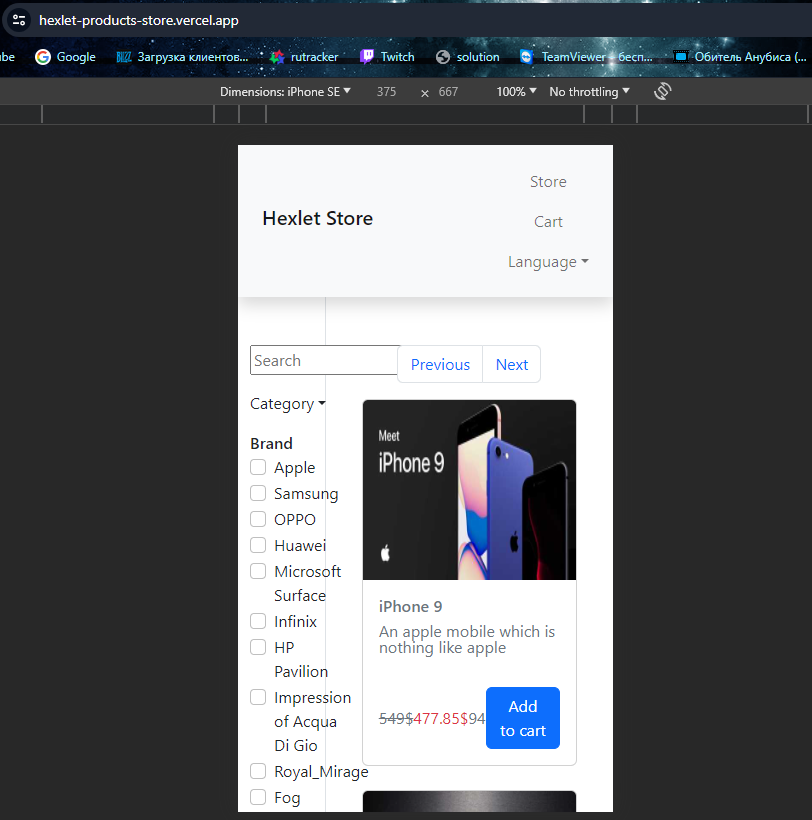 hexlet-products-store.vercel.app
be Google Загрузка клиентов... rutracker Twitch solution TeamViewer – бесп... Обитель Анубиса (...
Dimensions: iPhone SE 375 × 667 100% No throttling
Store
Hexlet Store
Cart
Language
Search
Previous Next
Category
Brand
Apple
Samsung
OPPO
Huawei
Microsoft
Surface
Infinix
HP
Pavilion
Impression
of Acqua
Di Gio
Royal_Mirage
Fog
Meet
iPhone 9
iPhone 9
An apple mobile which is
nothing like apple
549$477.85$94
Add
to cart